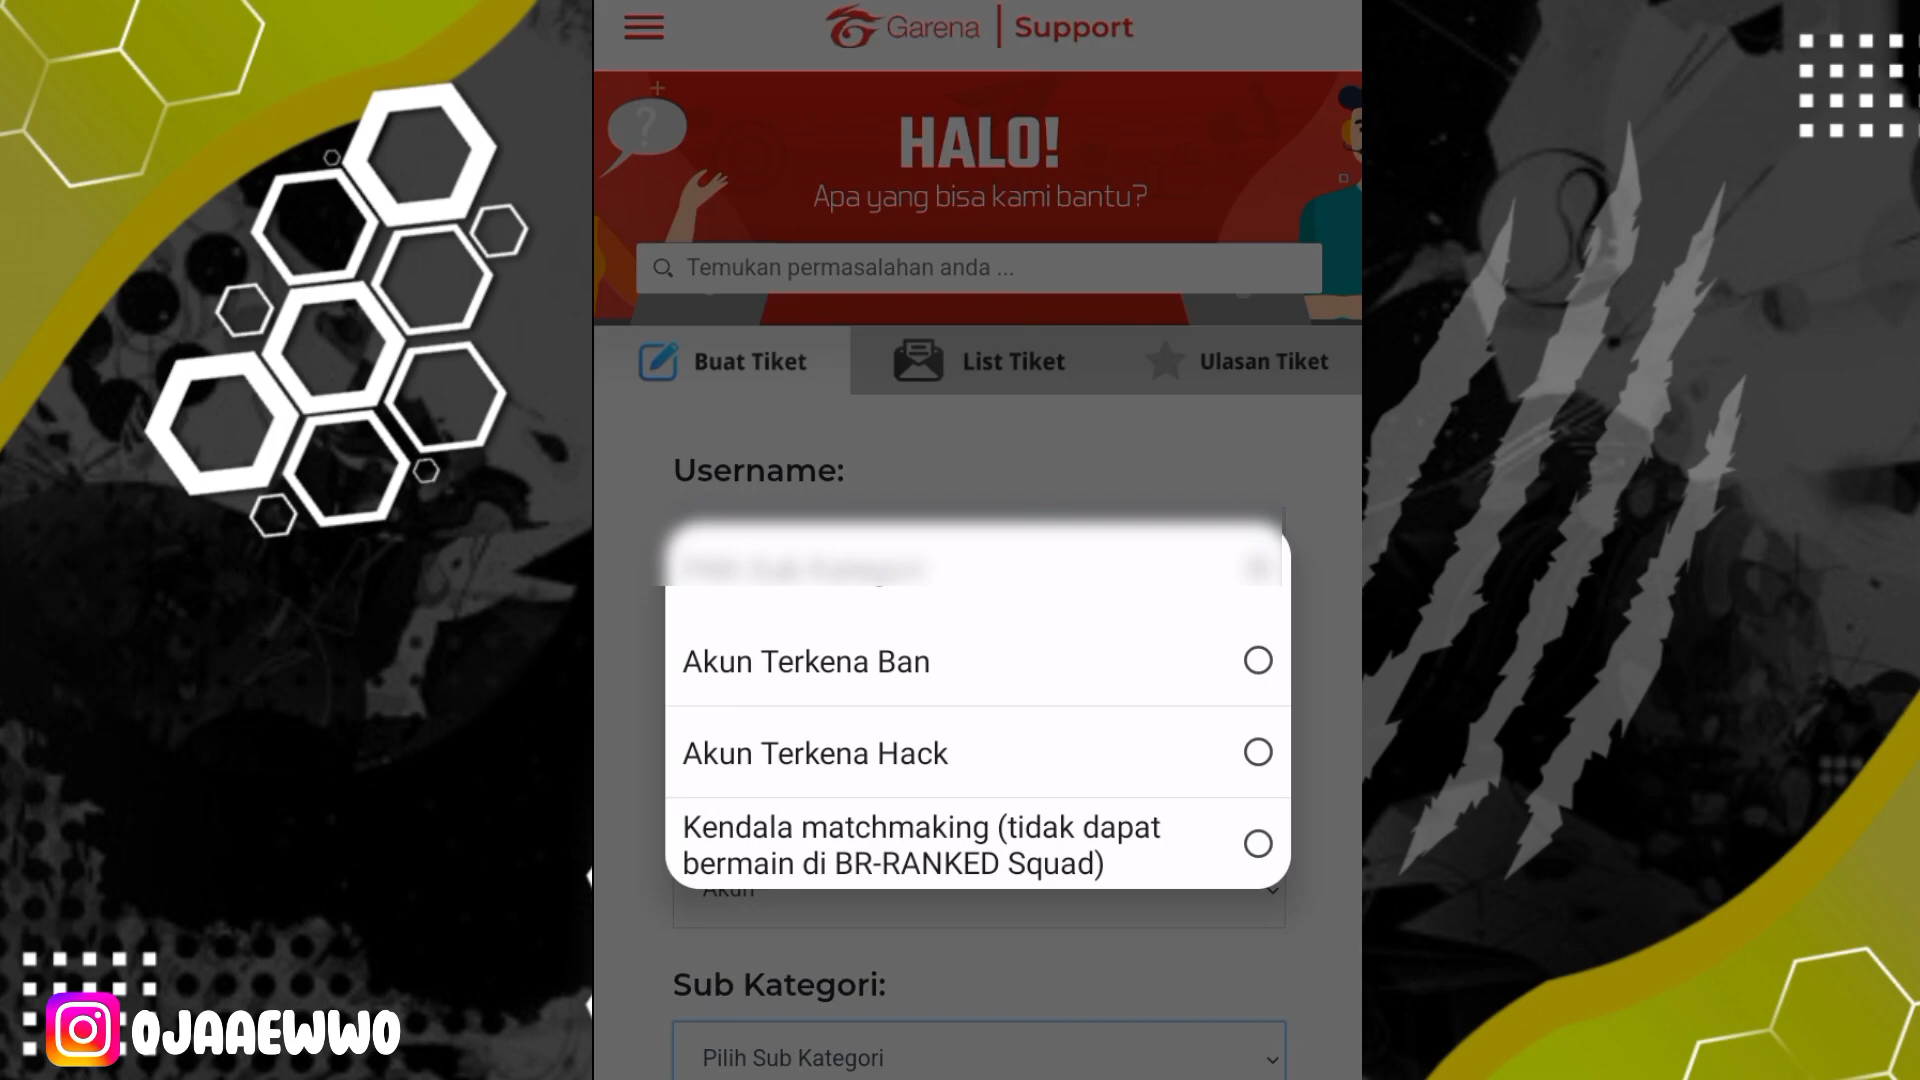 Garena | Support
?
HALO!
Apa yang bisa kami bantu?
Temukan permasalahan anda ...
Buat Tiket
List Tiket
Ulasan Tiket
Username:
Akun Terkena Ban
Akun Terkena Hack
Kendala matchmaking (tidak dapat
bermain di BR-RANKED Squad)
Akun
Sub Kategori:
Pilih Sub Kategori
OJAAEWWO